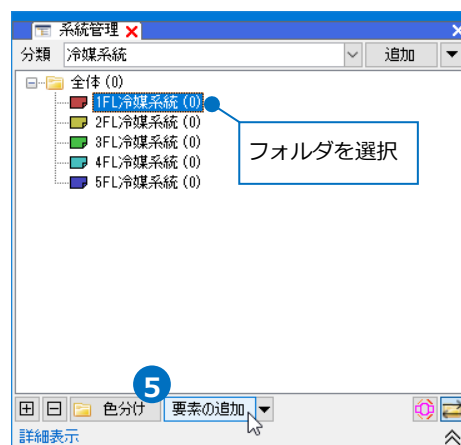 系統管理
分類 冷媒系統 追加
全体 (0)
1FL冷媒系統 (0)
2FL冷媒系統 (0)
3FL冷媒系統 (0)
4FL冷媒系統 (0)
5FL冷媒系統 (0)
フォルダを選択
5
色分け 要素の追加
詳細表示